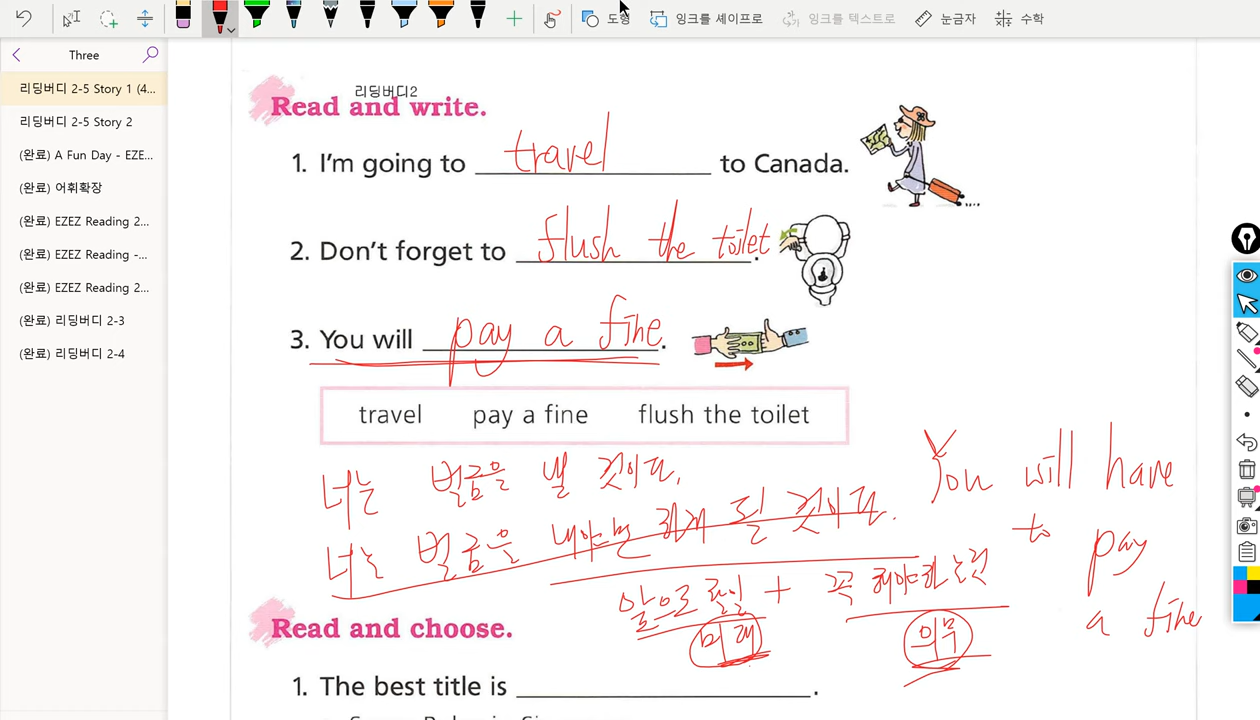 도형
잉크를 셰이프로
잉크를 텍스트로
눈금자
수학
Three
리딩버디 2-5 Story 1 (4...
리딩버디 2-5 Story 2
(완료) A Fun Day - EZE...
(완료) 어휘확장
(완료) EZEZ Reading 2...
(완료) EZEZ Reading -...
(완료) EZEZ Reading 2...
(완료) 리딩버디 2-3
(완료) 리딩버디 2-4
리딩버디2
Read and write.
1. I'm going to travel to Canada.
2. Don't forget to flush the toilet.
3. You will pay a fine.
travel pay a fine flush the toilet
너는 벌금을 낼 것이다.
너는 벌금을 내야면 하게 될 것이다.
앞으로 할일 + 꼭 해야하는것
미래 의무
You will have
to pay
a fine
Read and choose.
1. The best title is